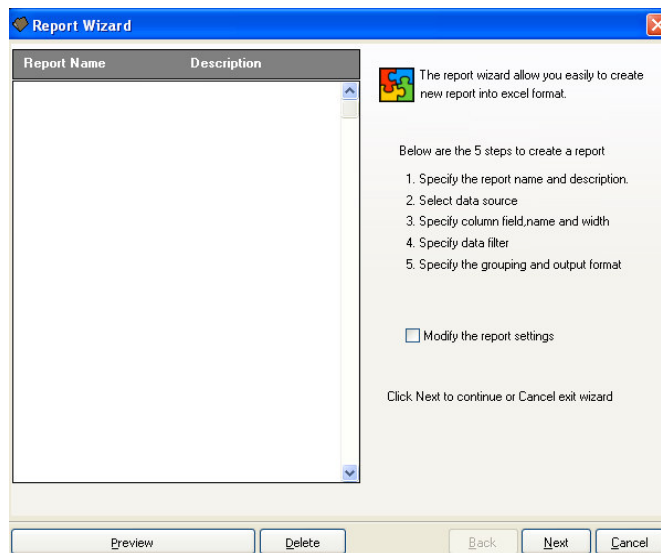 Report Wizard
Report Name Description
The report wizard allow you easily to create
new report into excel format.
Below are the 5 steps to create a report
1. Specify the report name and description.
2. Select data source
3. Specify column field,name and width
4. Specify data filter
5. Specify the grouping and output format
Modify the report settings
Click Next to continue or Cancel exit wizard
Preview Delete Back Next Cancel